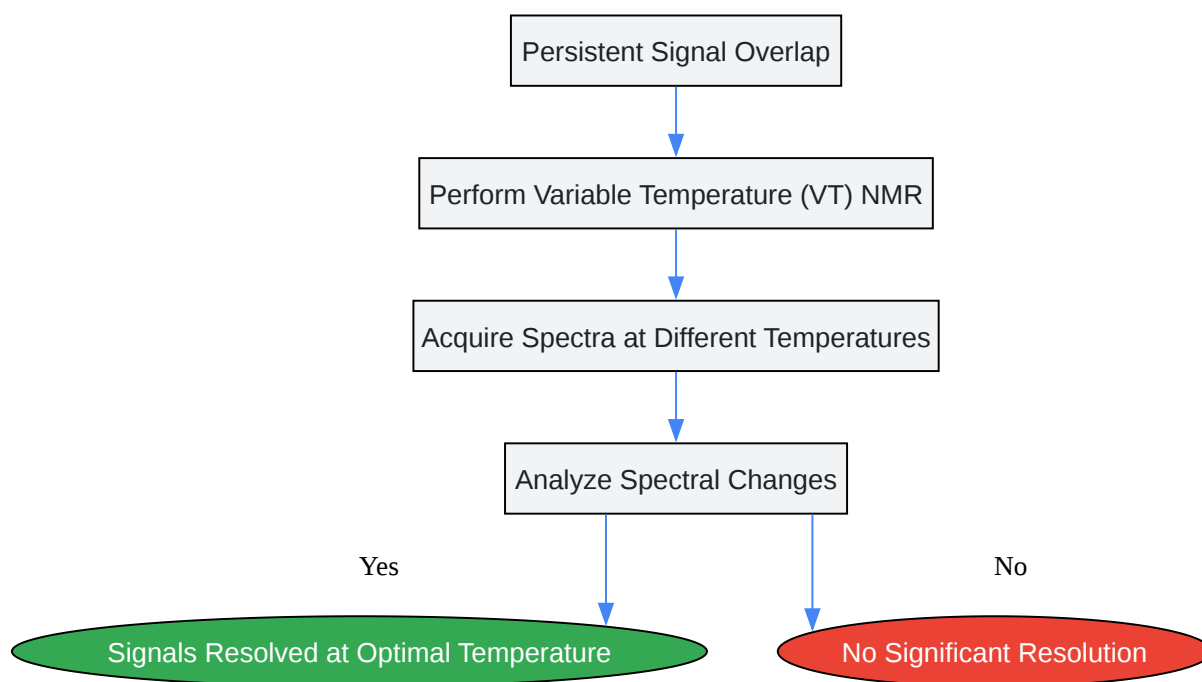 Persistent Signal Overlap
Perform Variable Temperature (VT) NMR
Acquire Spectra at Different Temperatures
Analyze Spectral Changes
Yes
No
Signals Resolved at Optimal Temperature
No Significant Resolution